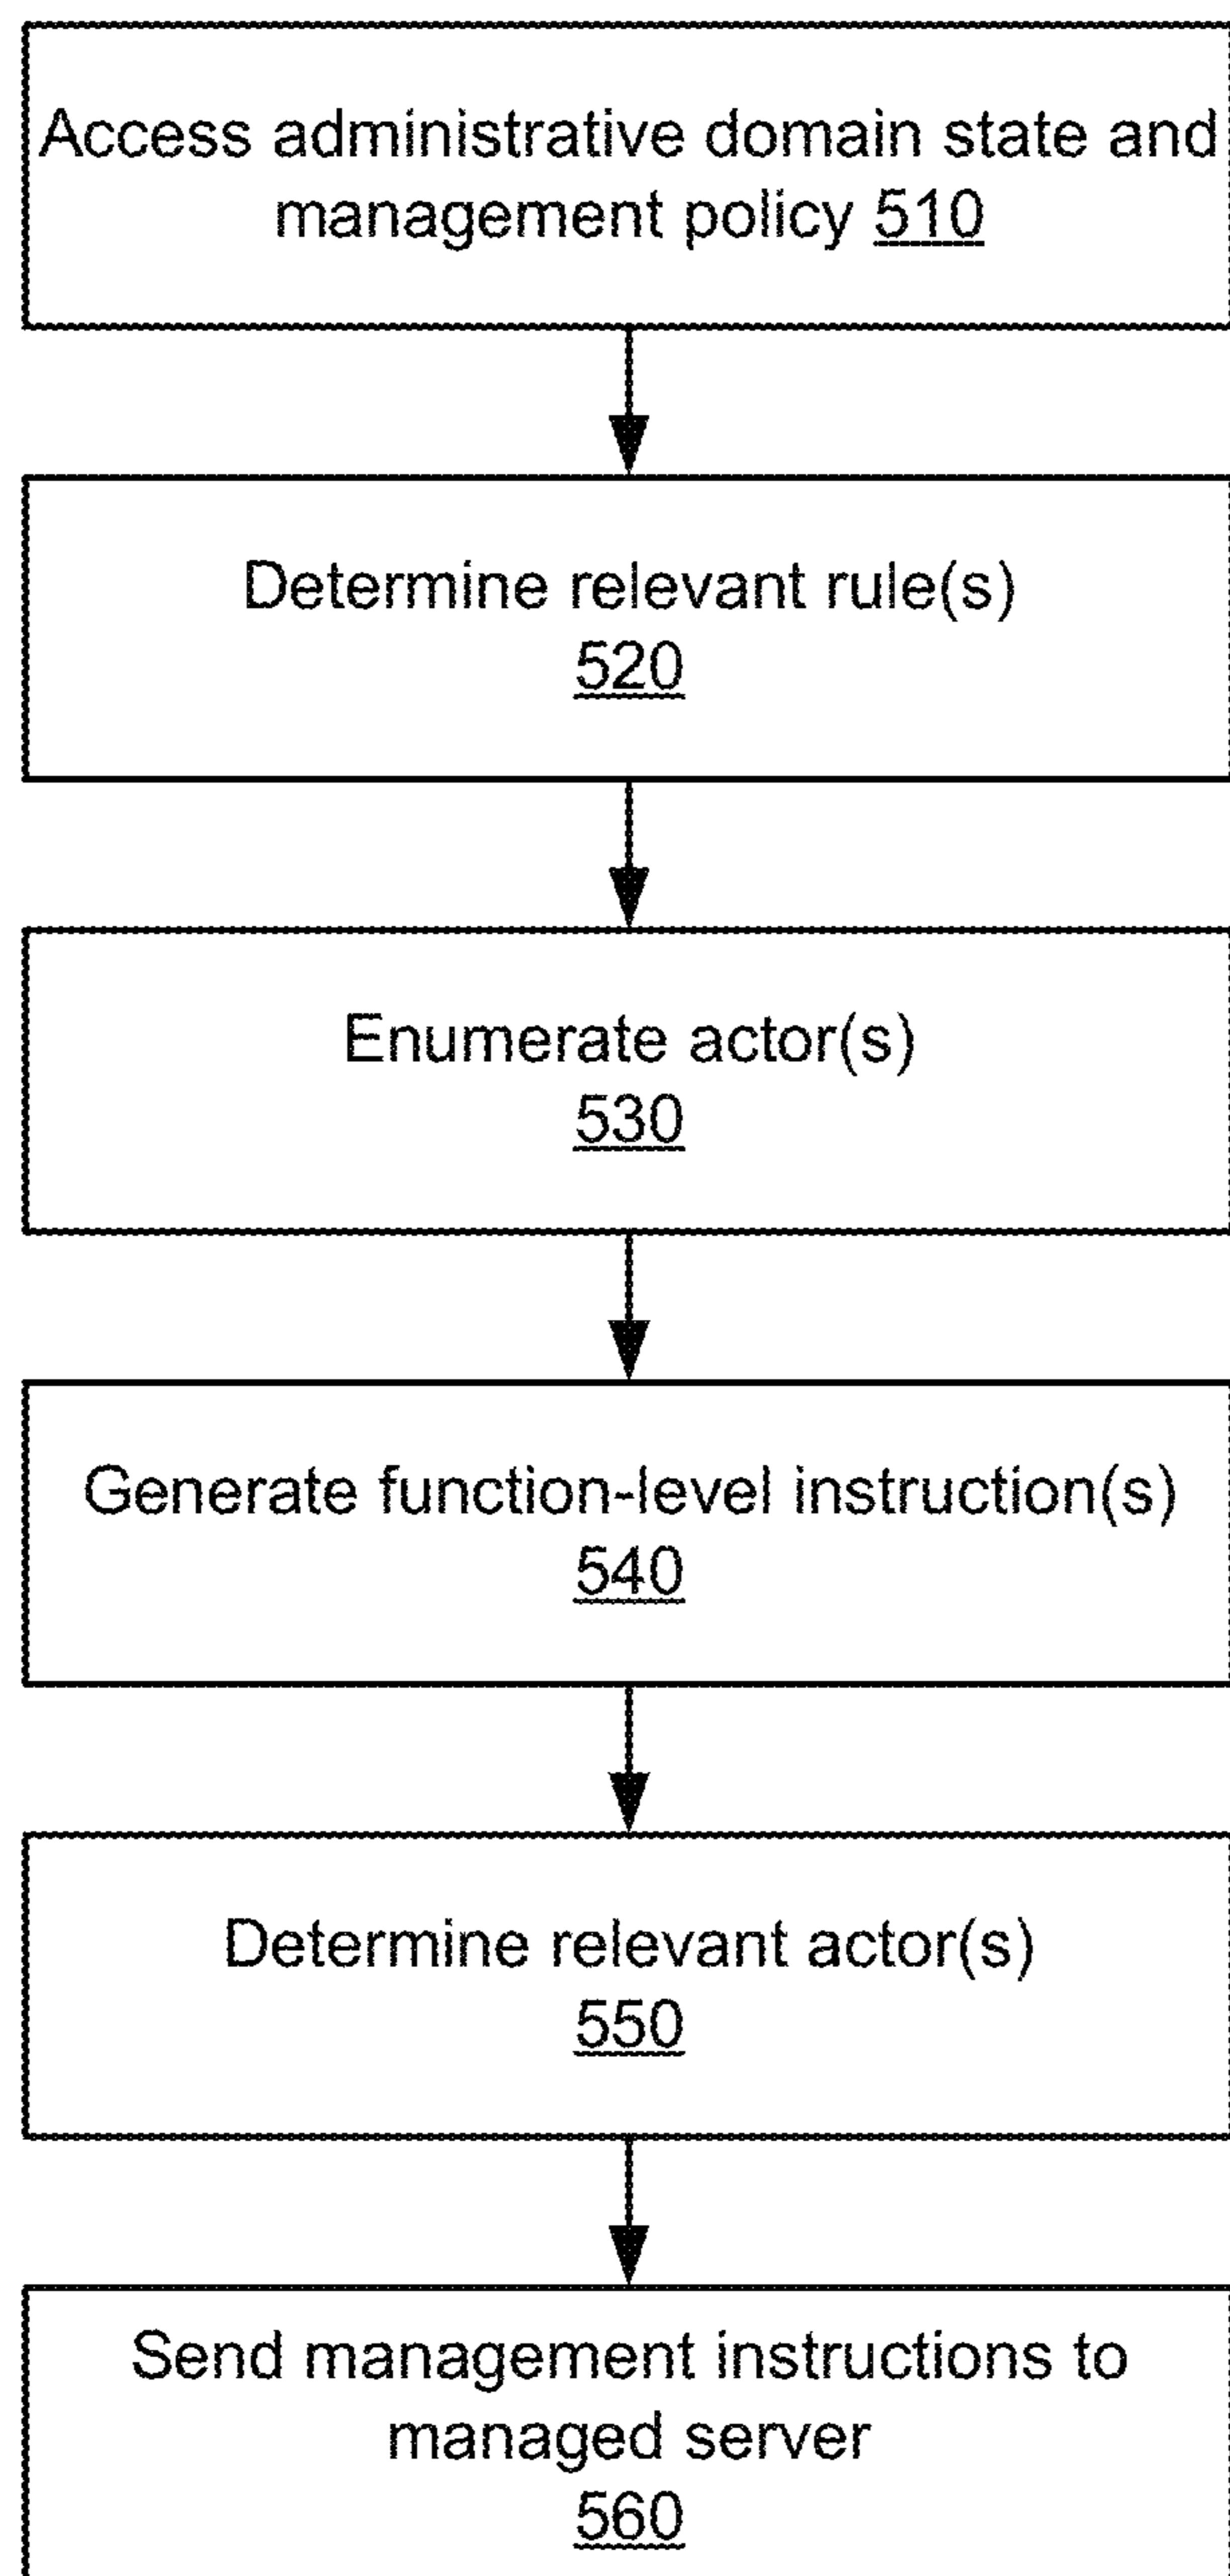 Access administrative domain state and
management policy 510
Determine relevant rule(s)
520
Enumerate actor(s)
530
Generate function-level instruction(s)
540
Determine relevant actor(s)
550
Send management instructions to
managed server
560